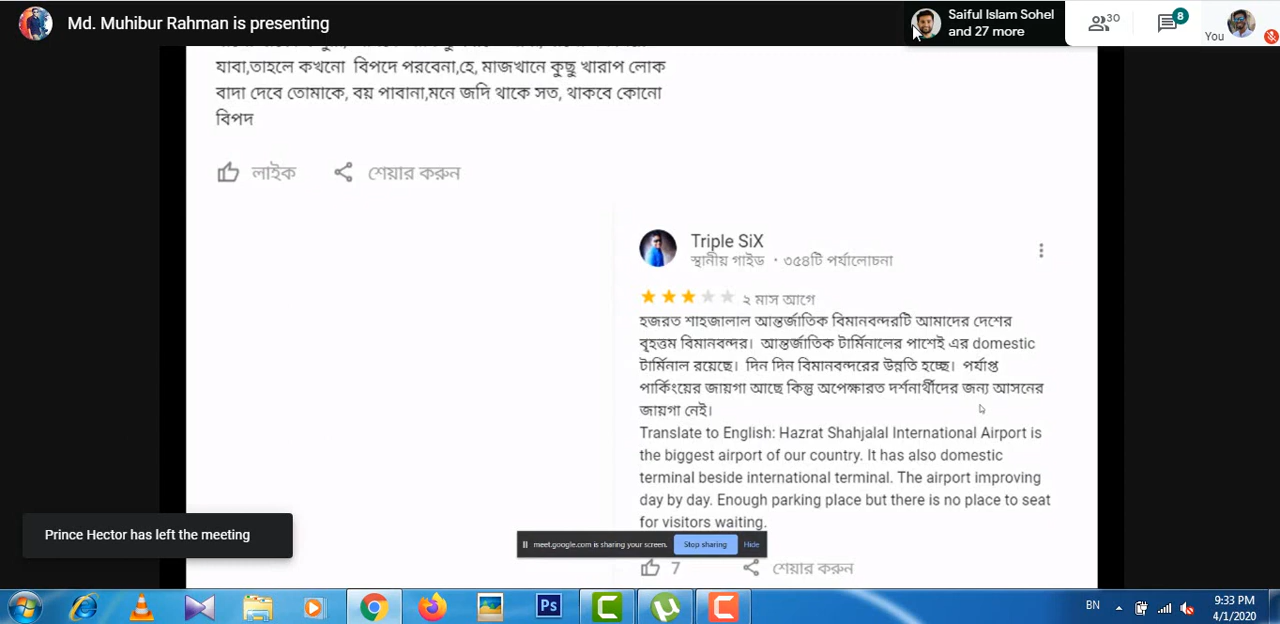 Md. Muhibur Rahman is presenting
Saiful Islam Sohel
and 27 more
30
8
You
যাবা,তাহলে কখনো বিপদে পরবেনা,হে, মাজখানে কুছু খারাপ লোক
বাদা দেবে তোমাকে, বয় পাবানা,মনে জদি থাকে সত, থাকবে কোনো
বিপদ
লাইক শেয়ার করুন
Triple SiX
স্থানীয় গাইড · ৩৫৪টি পর্যালোচনা
২ মাস আগে
হজরত শাহজালাল আন্তর্জাতিক বিমানবন্দরটি আমাদের দেশের
বৃহত্তম বিমানবন্দর। আন্তর্জাতিক টার্মিনালের পাশেই এর domestic
টার্মিনাল রয়েছে। দিন দিন বিমানবন্দরের উন্নতি হচ্ছে। পর্যাপ্ত
পার্কিংয়ের জায়গা আছে কিন্তু অপেক্ষারত দর্শনার্থীদের জন্য আসনের
জায়গা নেই।
Translate to English: Hazrat Shahjalal International Airport is
the biggest airport of our country. It has also domestic
terminal beside international terminal. The airport improving
day by day. Enough parking place but there is no place to seat
for visitors waiting.
Prince Hector has left the meeting
meet.google.com is sharing your screen. Stop sharing Hide
7 শেয়ার করুন
Ps
BN
9:33 PM
4/1/2020